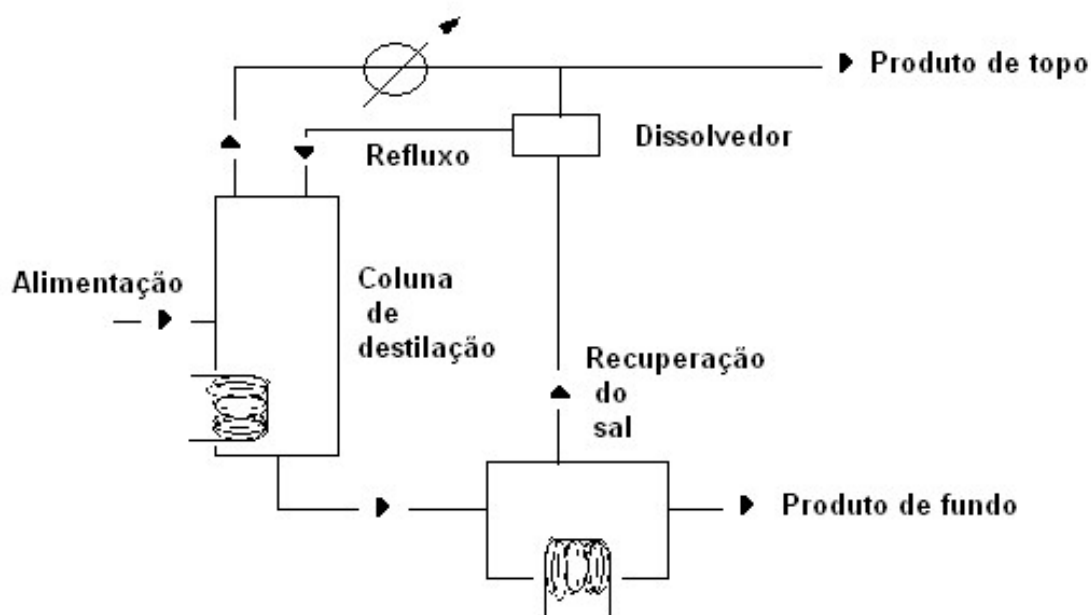 Produto de topo
Dissolvedor
Refluxo
Alimentação
Coluna
de
destilação
Recuperação
do
sal
Produto de fundo